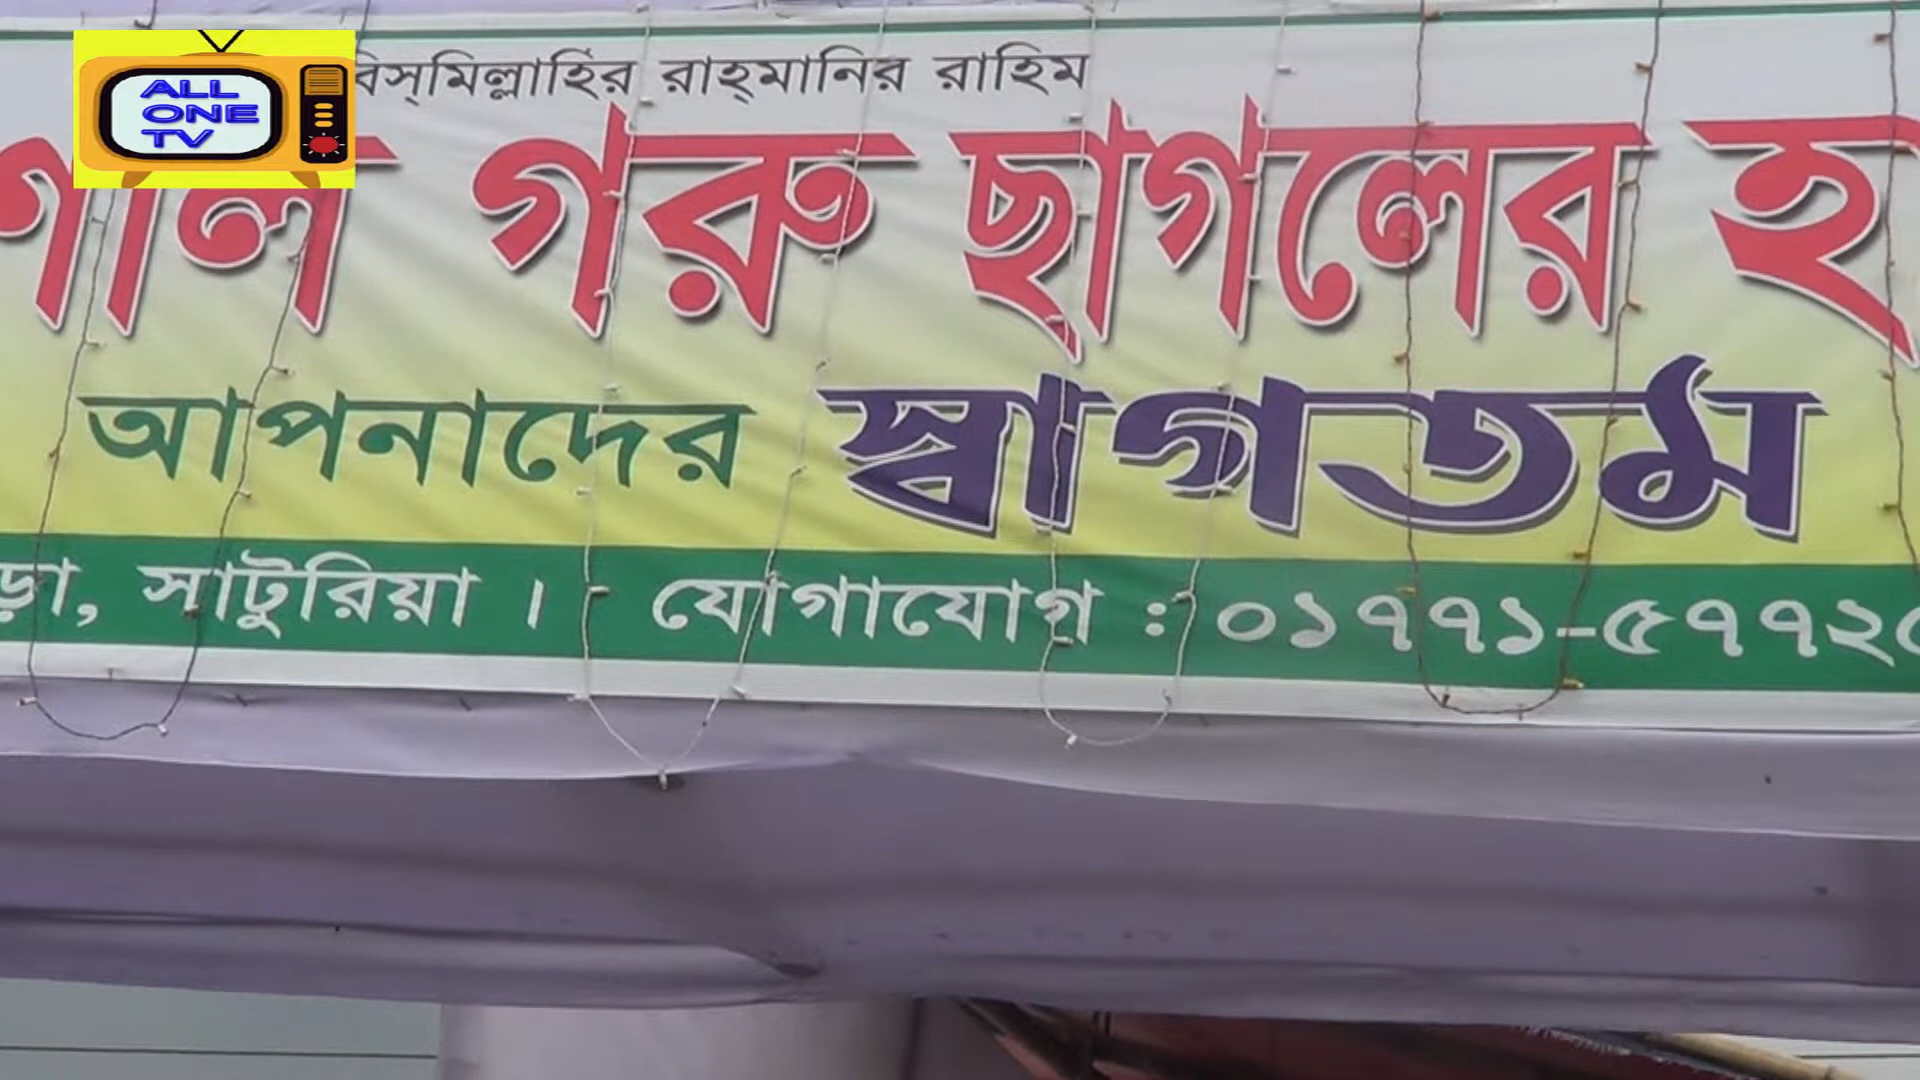 ALL
ONE
TV
বিস্‌মিল্লাহির রাহ্‌মানির রাহিম
গরু ছাগলের
আপনাদের স্বাগতম
সাটুরিয়া । যোগাযোগ : ০১৭৭১-৫৭৭২